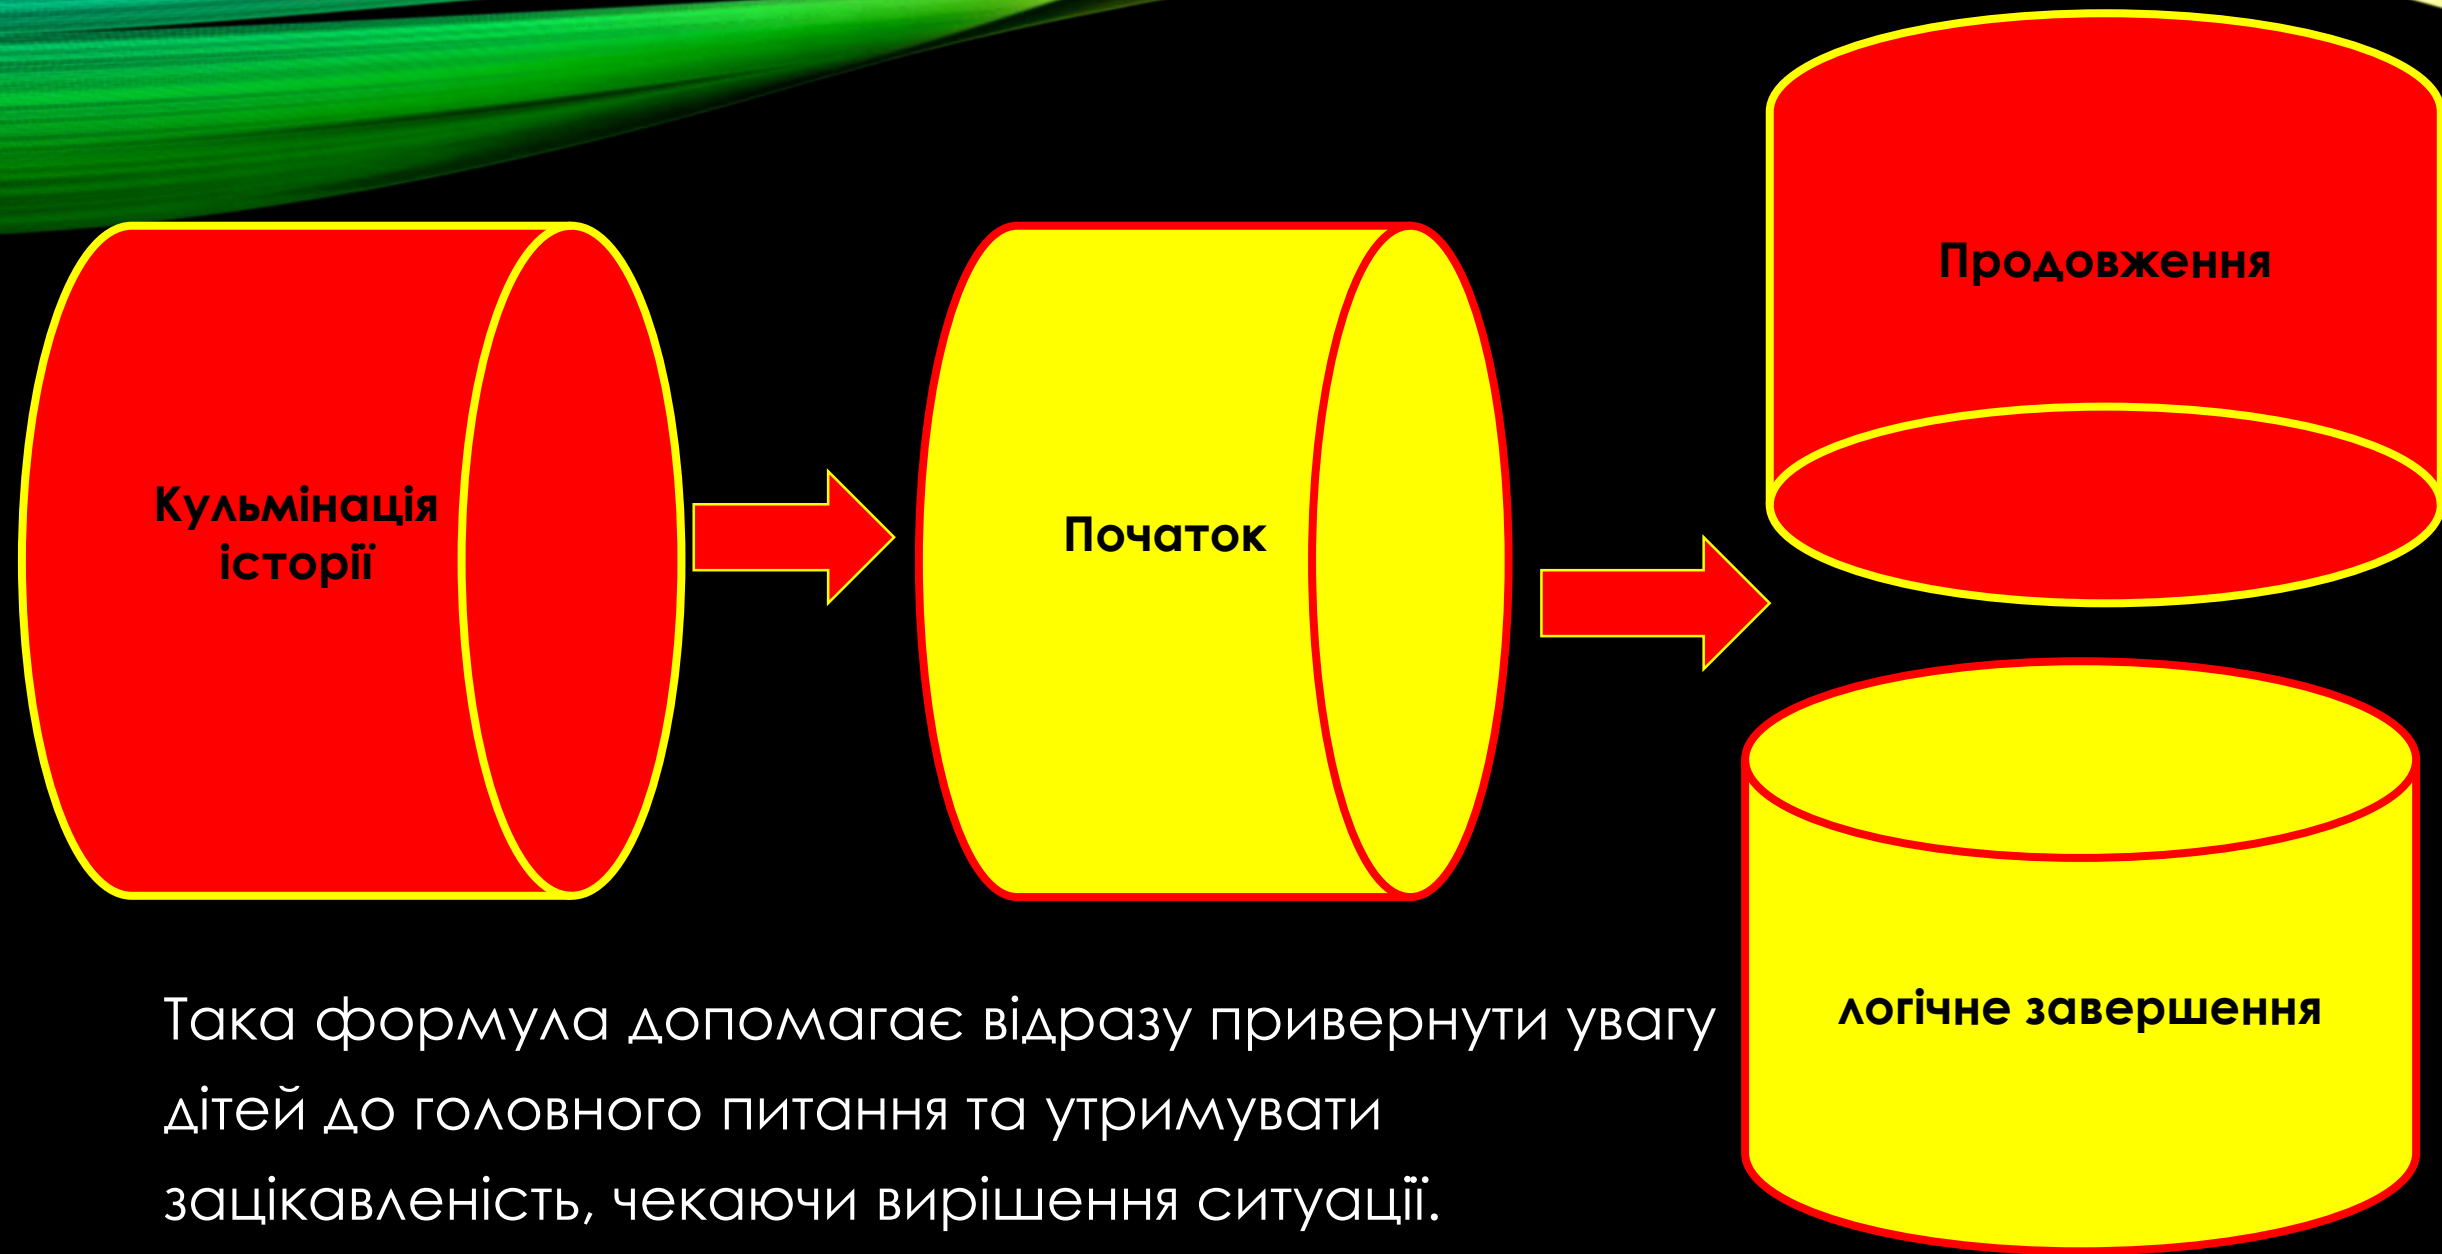 Кульмінація
історії
Початок
Продовження
логічне завершення
Така формула допомагає відразу привернути увагу
дітей до головного питання та утримувати
зацікавленість, чекаючи вирішення ситуації.